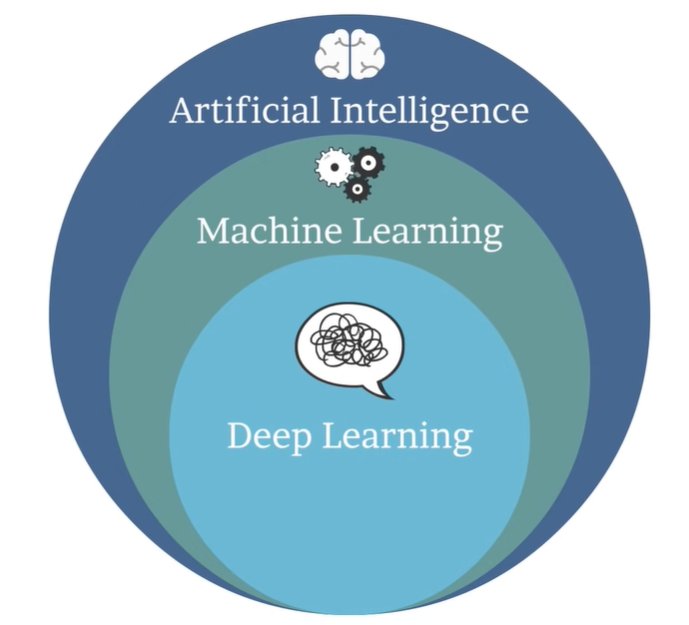 Artificial Intelligence
Machine Learning
Deep Learning